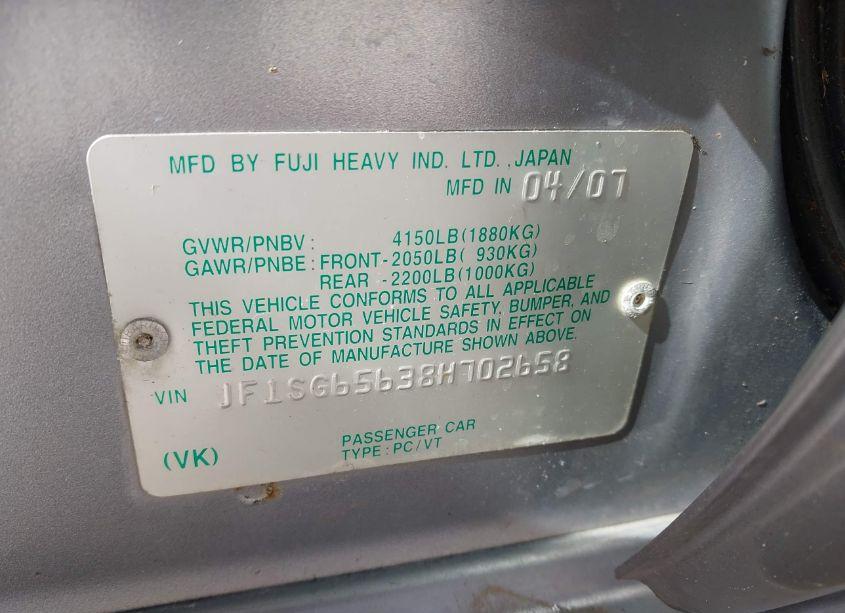 MFD BY FUJI HEAVY IND. LTD., JAPAN
MFD IN 04/07
GVWR/PNBV: 4150LB(1880KG)
GAWR/PNBE: FRONT-2050LB( 930KG)
REAR -2200LB(1000KG)
THIS VEHICLE CONFORMS TO ALL APPLICABLE
FEDERAL MOTOR VEHICLE SAFETY, BUMPER, AND
THEFT PREVENTION STANDARDS IN EFFECT ON
THE DATE OF MANUFACTURE SHOWN ABOVE.
VIN JF1SG65638H702658
PASSENGER CAR
(VK) TYPE:PC/VT